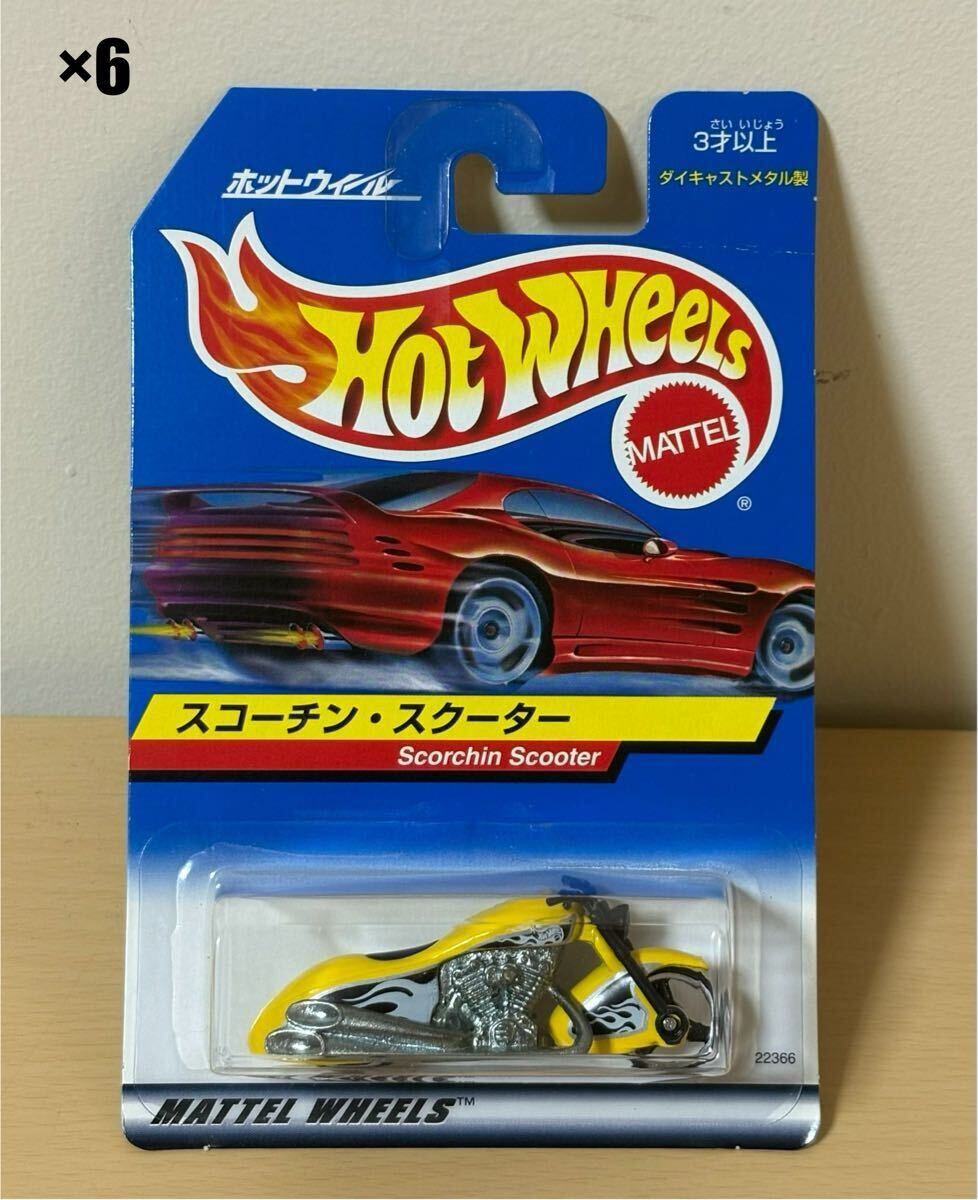 ×6
さい いじょう
3才以上
ダイキャストメタル製
ホットウィール
HOT WHEELS
MATTEL
®
スコーチン・スクーター
Scorchin Scooter
22366
MATTEL WHEELS™